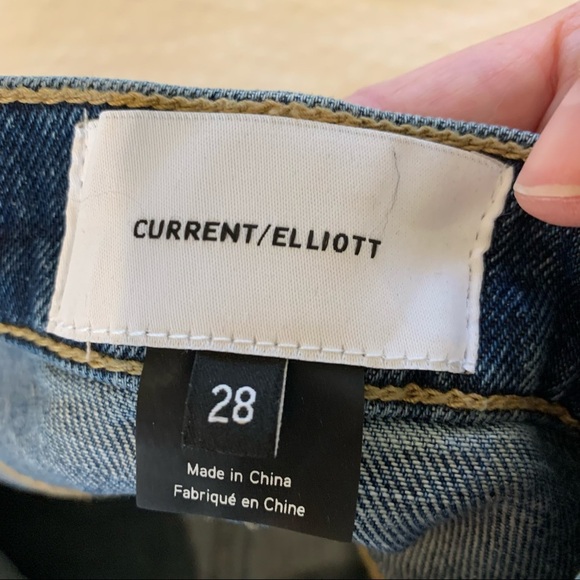 CURRENT/ELLIOTT
28
Made in China
Fabriqué en Chine